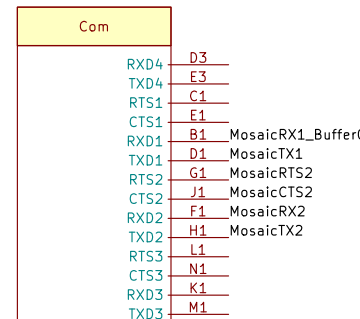 Com
RXD4 D3
TXD4 E3
RTS1 C1
CTS1 E1
RXD1 B1 MosaicRX1_Buffer
TXD1 D1 MosaicTX1
RTS2 G1 MosaicRTS2
CTS2 J1 MosaicCTS2
RXD2 F1 MosaicRX2
TXD2 H1 MosaicTX2
RTS3 L1
CTS3 N1
RXD3 K1
TXD3 M1